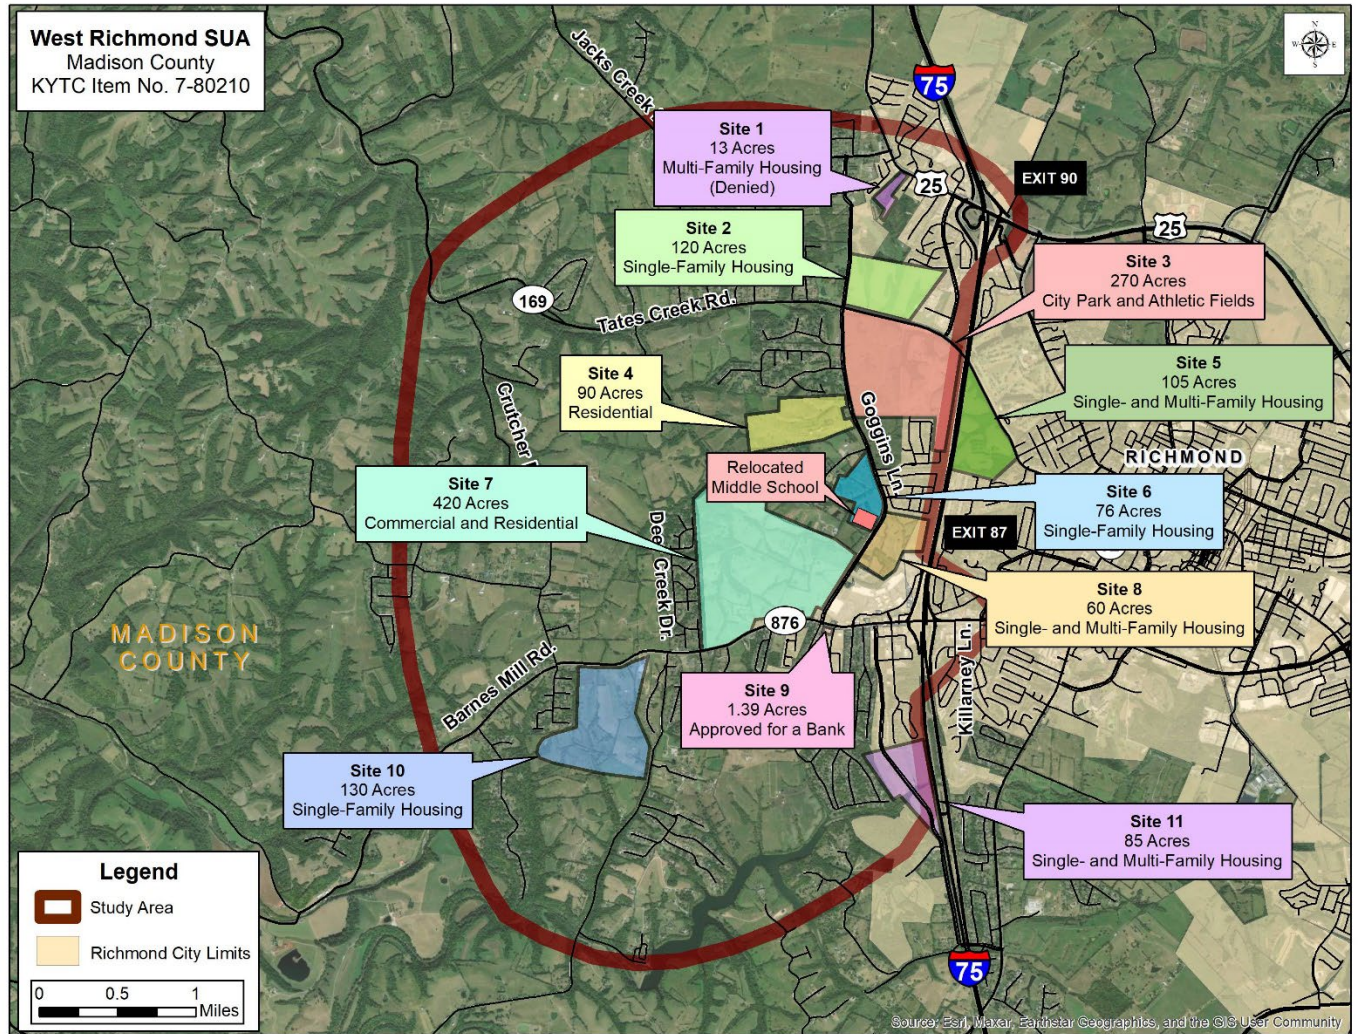 West Richmond SUA
Madison County
KYTC Item No. 7-80210
Jacks Creek
75
Site 1
13 Acres
Multi-Family Housing
(Denied)
25
EXIT 90
25
Site 2
120 Acres
Single-Family Housing
Site 3
270 Acres
City Park and Athletic Fields
169
Tates Creek Rd.
Site 4
90 Acres
Residential
Site 5
105 Acres
Single- and Multi-Family Housing
Crutcher
Goggins Ln.
RICHMOND
Relocated
Middle School
Site 7
420 Acres
Commercial and Residential
Site 6
76 Acres
Single-Family Housing
EXIT 87
Deer Creek Dr.
Site 8
60 Acres
Single- and Multi-Family Housing
876
MADISON
COUNTY
Barnes Mill Rd.
Killarney Ln.
Site 9
1.39 Acres
Approved for a Bank
Site 10
130 Acres
Single-Family Housing
Site 11
85 Acres
Single- and Multi-Family Housing
Legend
Study Area
Richmond City Limits
0 0.5 1
Miles
75
N
W E
S
Source: Esri, Maxar, Earthstar Geographics, and the GIS User Community